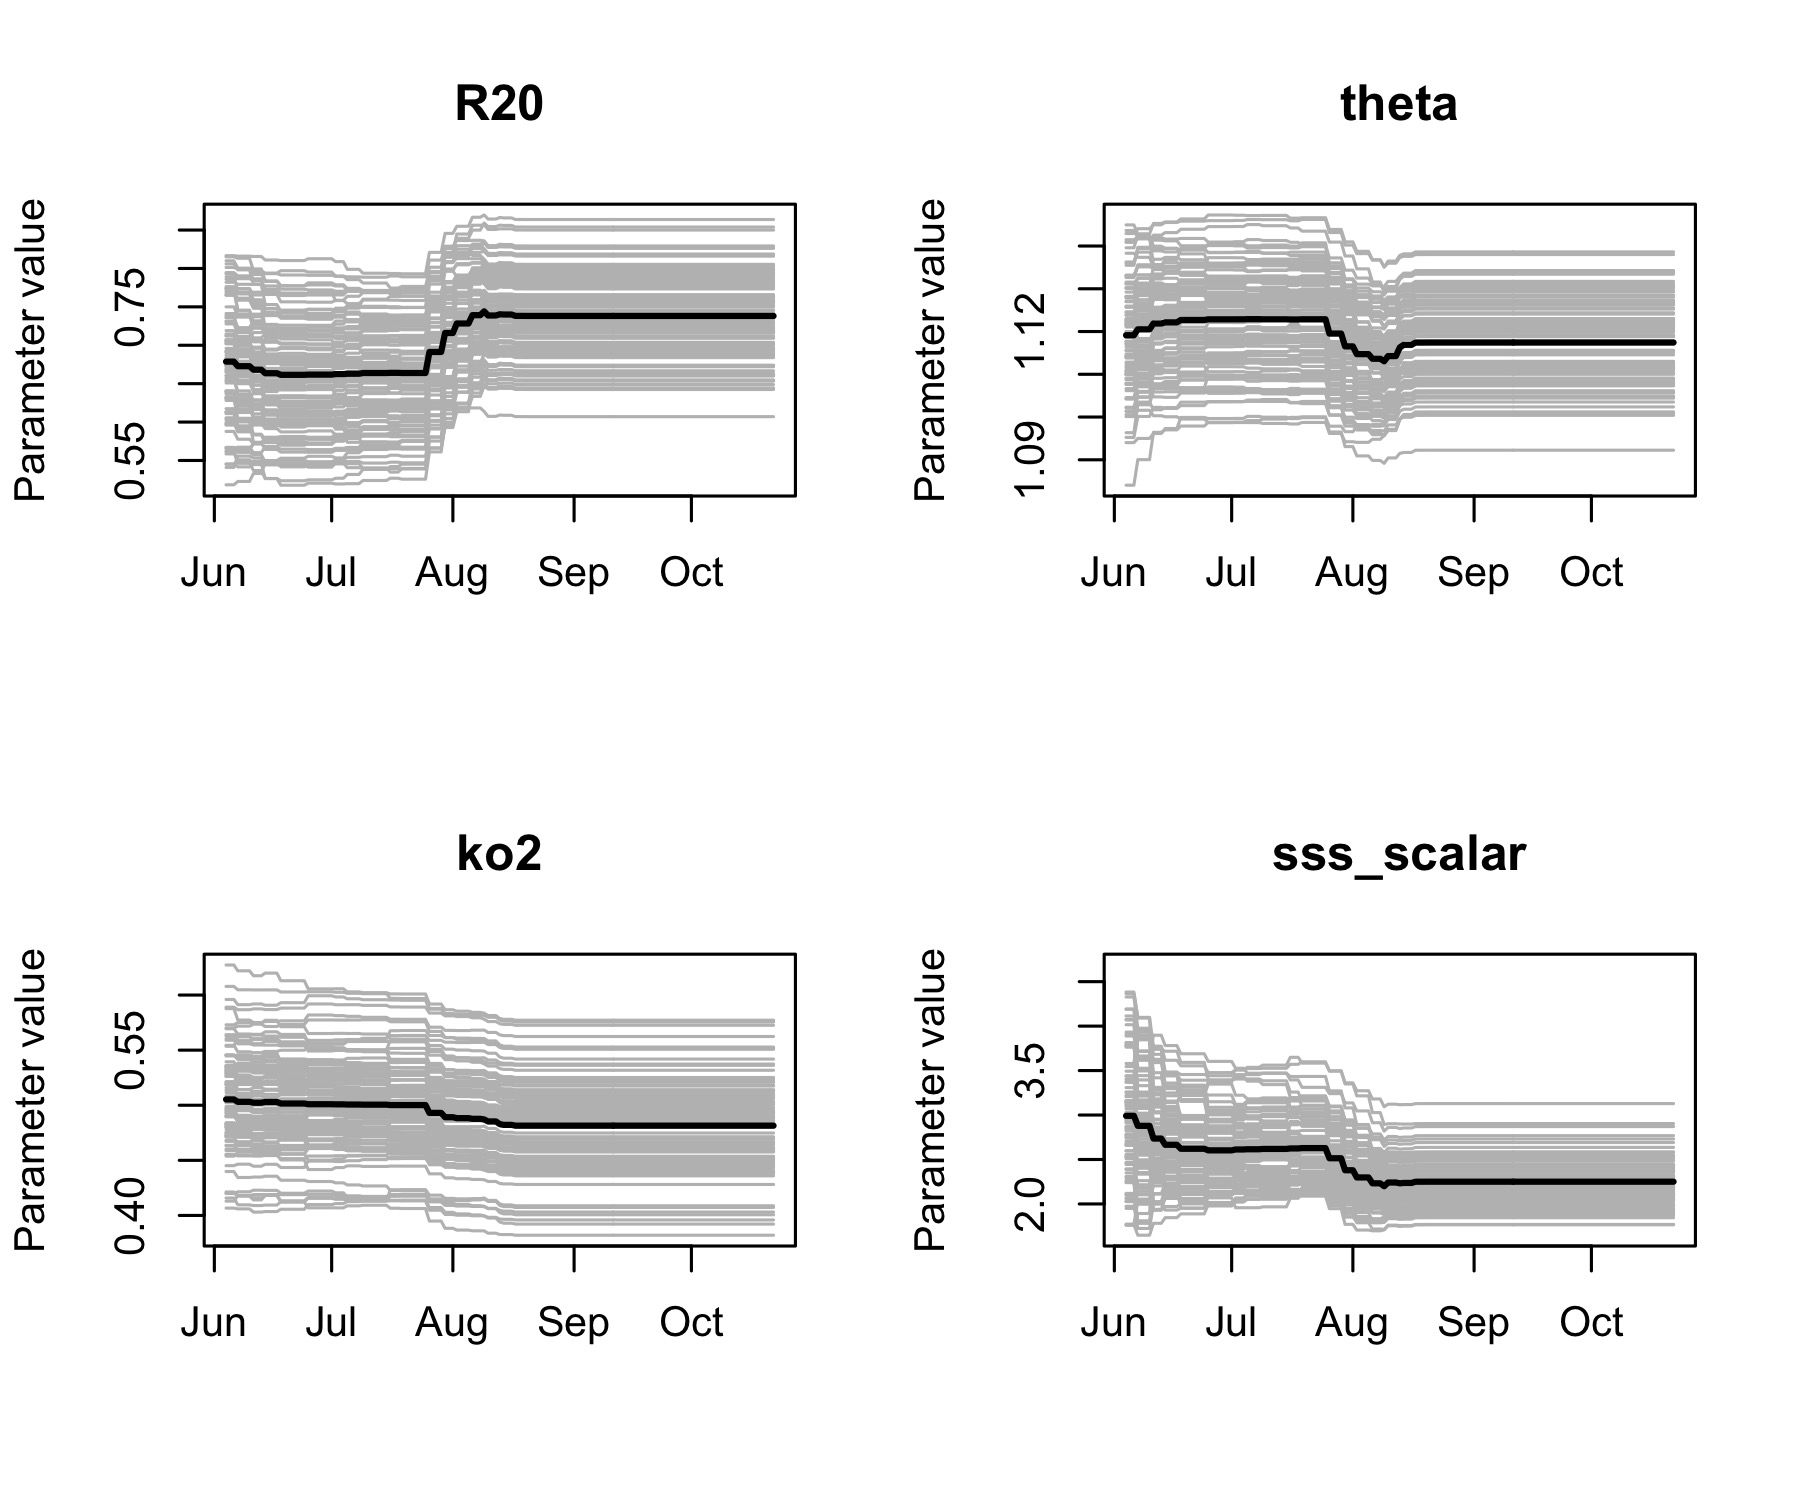 R20
Parameter value
0.75
0.55
Jun Jul Aug Sep Oct
theta
Parameter value
1.12
1.09
Jun Jul Aug Sep Oct
ko2
Parameter value
0.55
0.40
Jun Jul Aug Sep Oct
sss_scalar
Parameter value
3.5
2.0
Jun Jul Aug Sep Oct